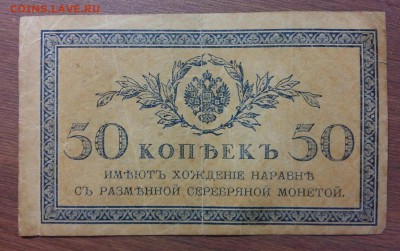 COINS.LAVE.RU
50 КОПѢЕКЪ 50
ИМѢЮТЪ ХОЖДЕНІЕ НАРАВНѢ
СЪ РАЗМѢННОЙ СЕРЕБРЯНОЙ МОНЕТОЙ.